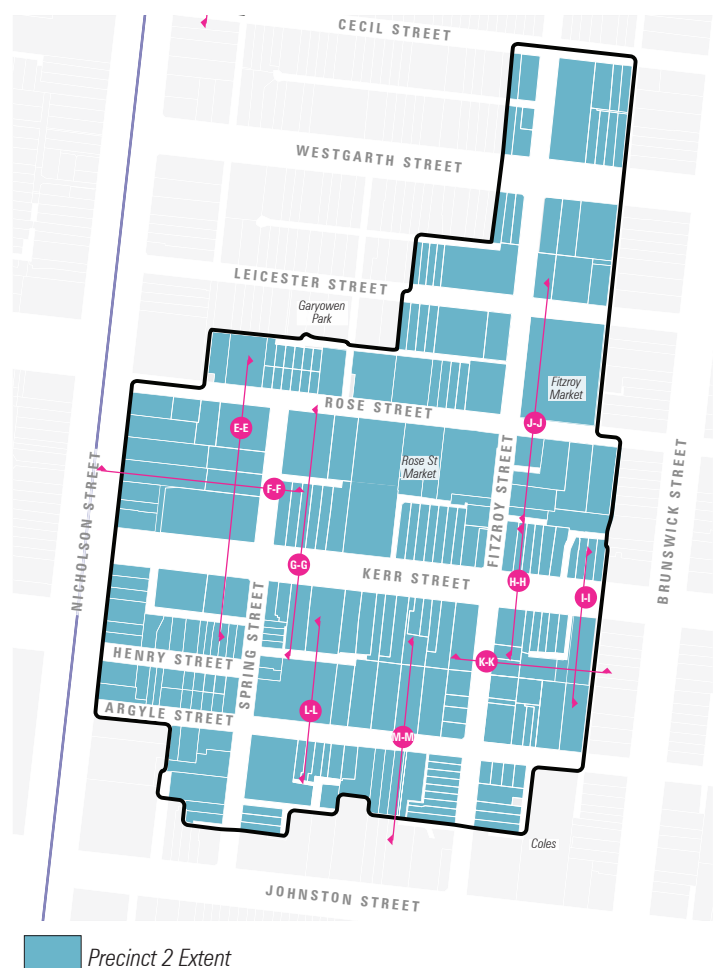 CECIL STREET
WESTGARTH STREET
LEICESTER STREET
Garyowen
Park
Fitzroy
Market
ROSE STREET
J-J
E-E
Rose St
Market
F-F
FITZROY STREET
NICHOLSON STREET
BRUNSWICK STREET
G-G
KERR STREET
H-H
I-I
SPRING STREET
HENRY STREET
K-K
ARGYLE STREET
L-L
M-M
Coles
JOHNSTON STREET
Precinct 2 Extent